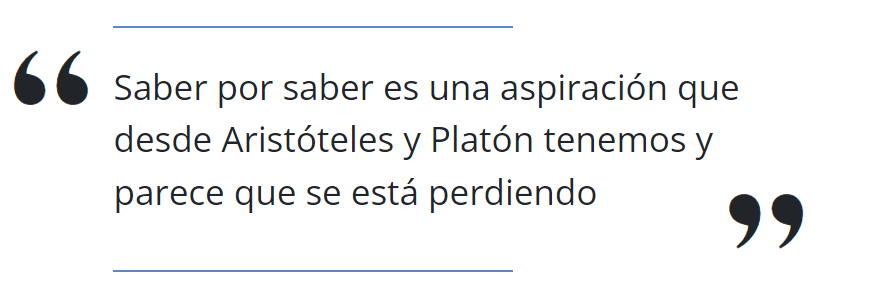 “ Saber por saber es una aspiración que
desde Aristóteles y Platón tenemos y
parece que se está perdiendo ”